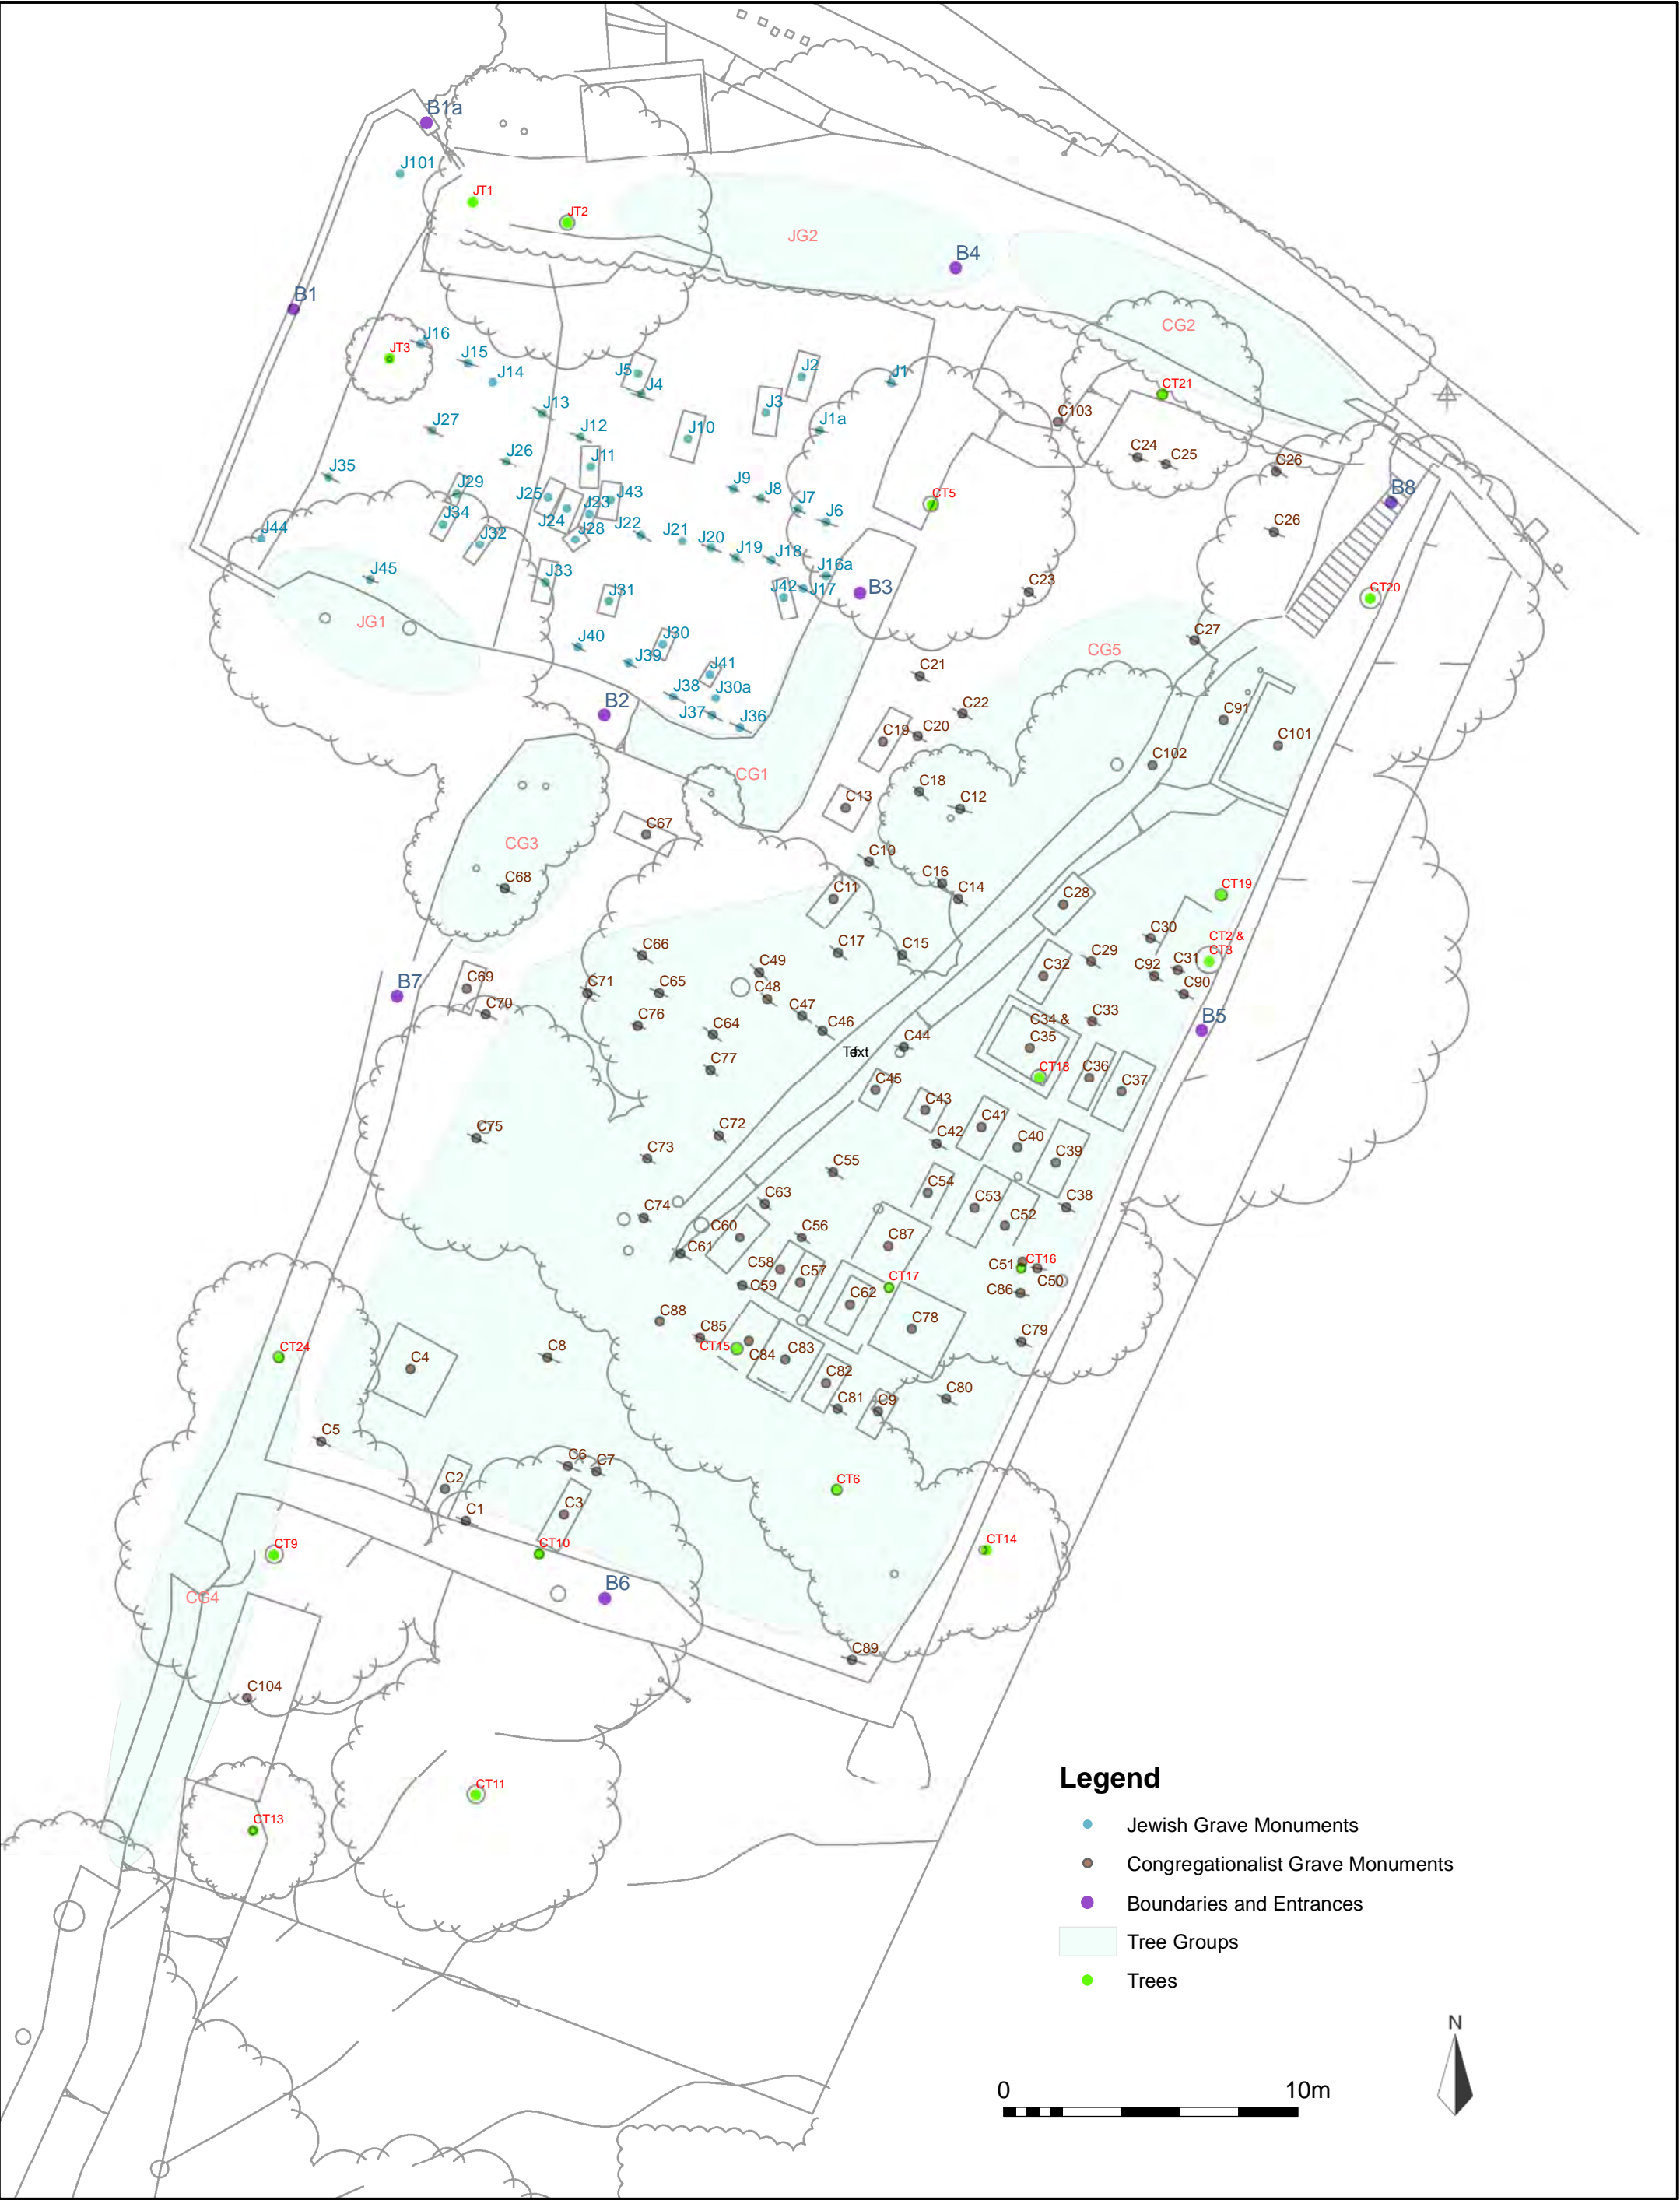 B1a
J101
JT1
JT2
JG2
B4
B1
CG2
J16
JT3
J15
J14
J5
J4
J2
J1
CT21
J3
J13
J27
J12
J10
J1a
C103
C24
C25
C26
J26
J11
J35
J29
J25
J23
J43
J9
J8
J7
J6
CT5
B8
J34
J24
J28
J22
J21
J20
J19
J18
C26
J44
J32
J45
J33
J31
J16a
J42
J17
B3
C23
CT20
JG1
J40
J39
J30
J41
C27
CG5
C21
J38
J30a
J37
J36
B2
C22
C19
C20
C91
C101
C102
CG1
C18
C12
C13
C67
CG3
C68
C10
C16
C14
C11
C28
CT19
C66
C17
C15
C30
CT2 &
CT3
C29
C49
C32
C92
C31
C90
B7
C69
C70
C71
C65
C48
C47
C46
C76
C64
C33
B5
C34 &
C35
Text
C44
C77
CT18
C36
C37
C45
C43
C41
C42
C40
C39
C75
C72
C73
C55
C54
C53
C38
C52
C74
C63
C60
C56
C61
C87
C58
C57
C59
C51
CT16
C50
C86
CT17
C62
C78
C88
C85
CT15
C84
C83
C79
CT24
C4
C8
C82
C81
C9
C80
C5
C6
C7
C2
C1
C3
CT6
CT9
CT10
CT14
CG4
B6
C89
C104
CT11
CT13
Legend
Jewish Grave Monuments
Congregationalist Grave Monuments
Boundaries and Entrances
Tree Groups
Trees
N
0 10m